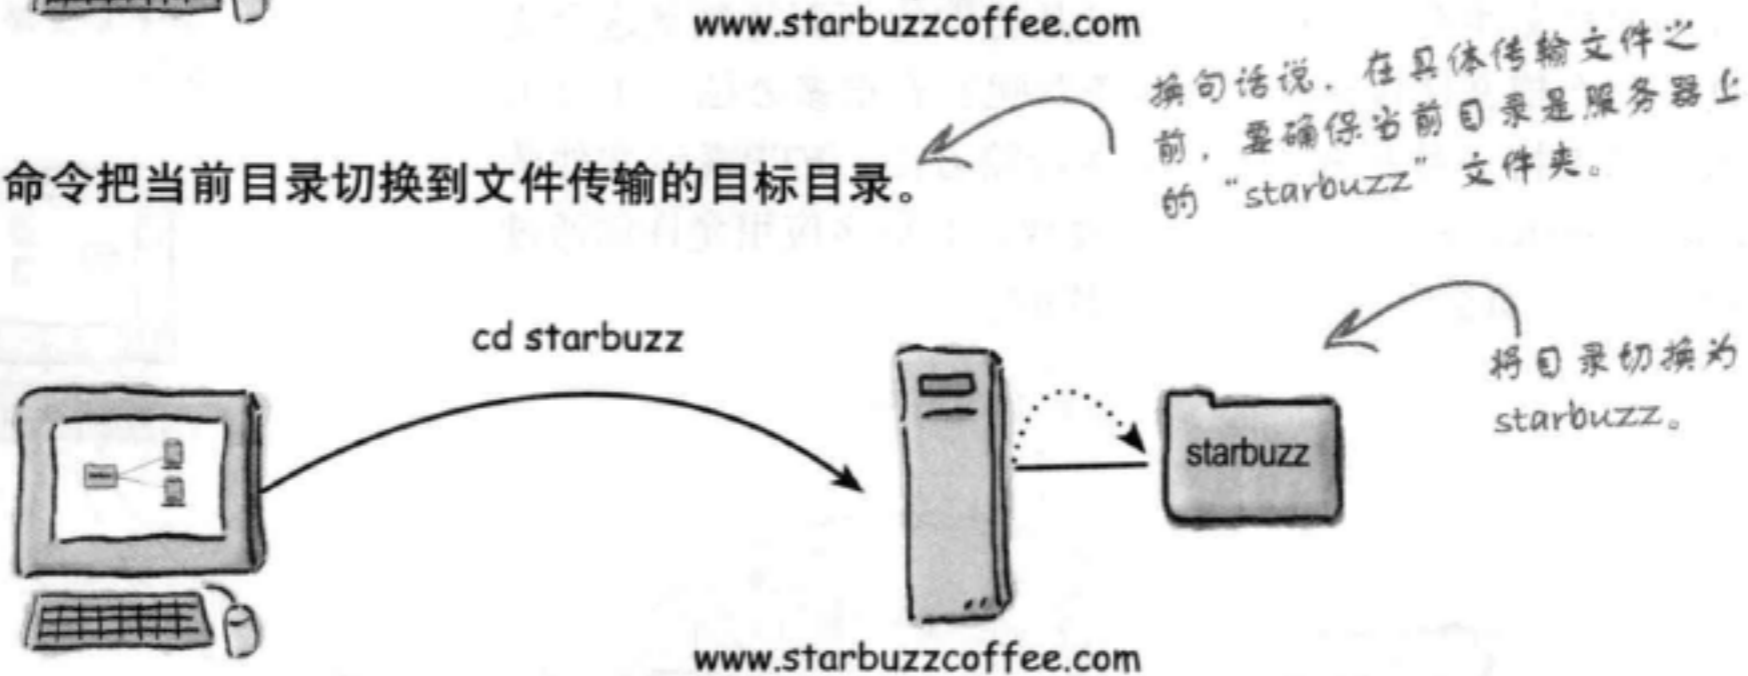 www.starbuzzcoffee.com
换句话说，在具体传输文件之
前，要确保当前目录是服务器上
的“starbuzz”文件夹。
命令把当前目录切换到文件传输的目标目录。
cd starbuzz
将目录切换为
starbuzz。
starbuzz
www.starbuzzcoffee.com